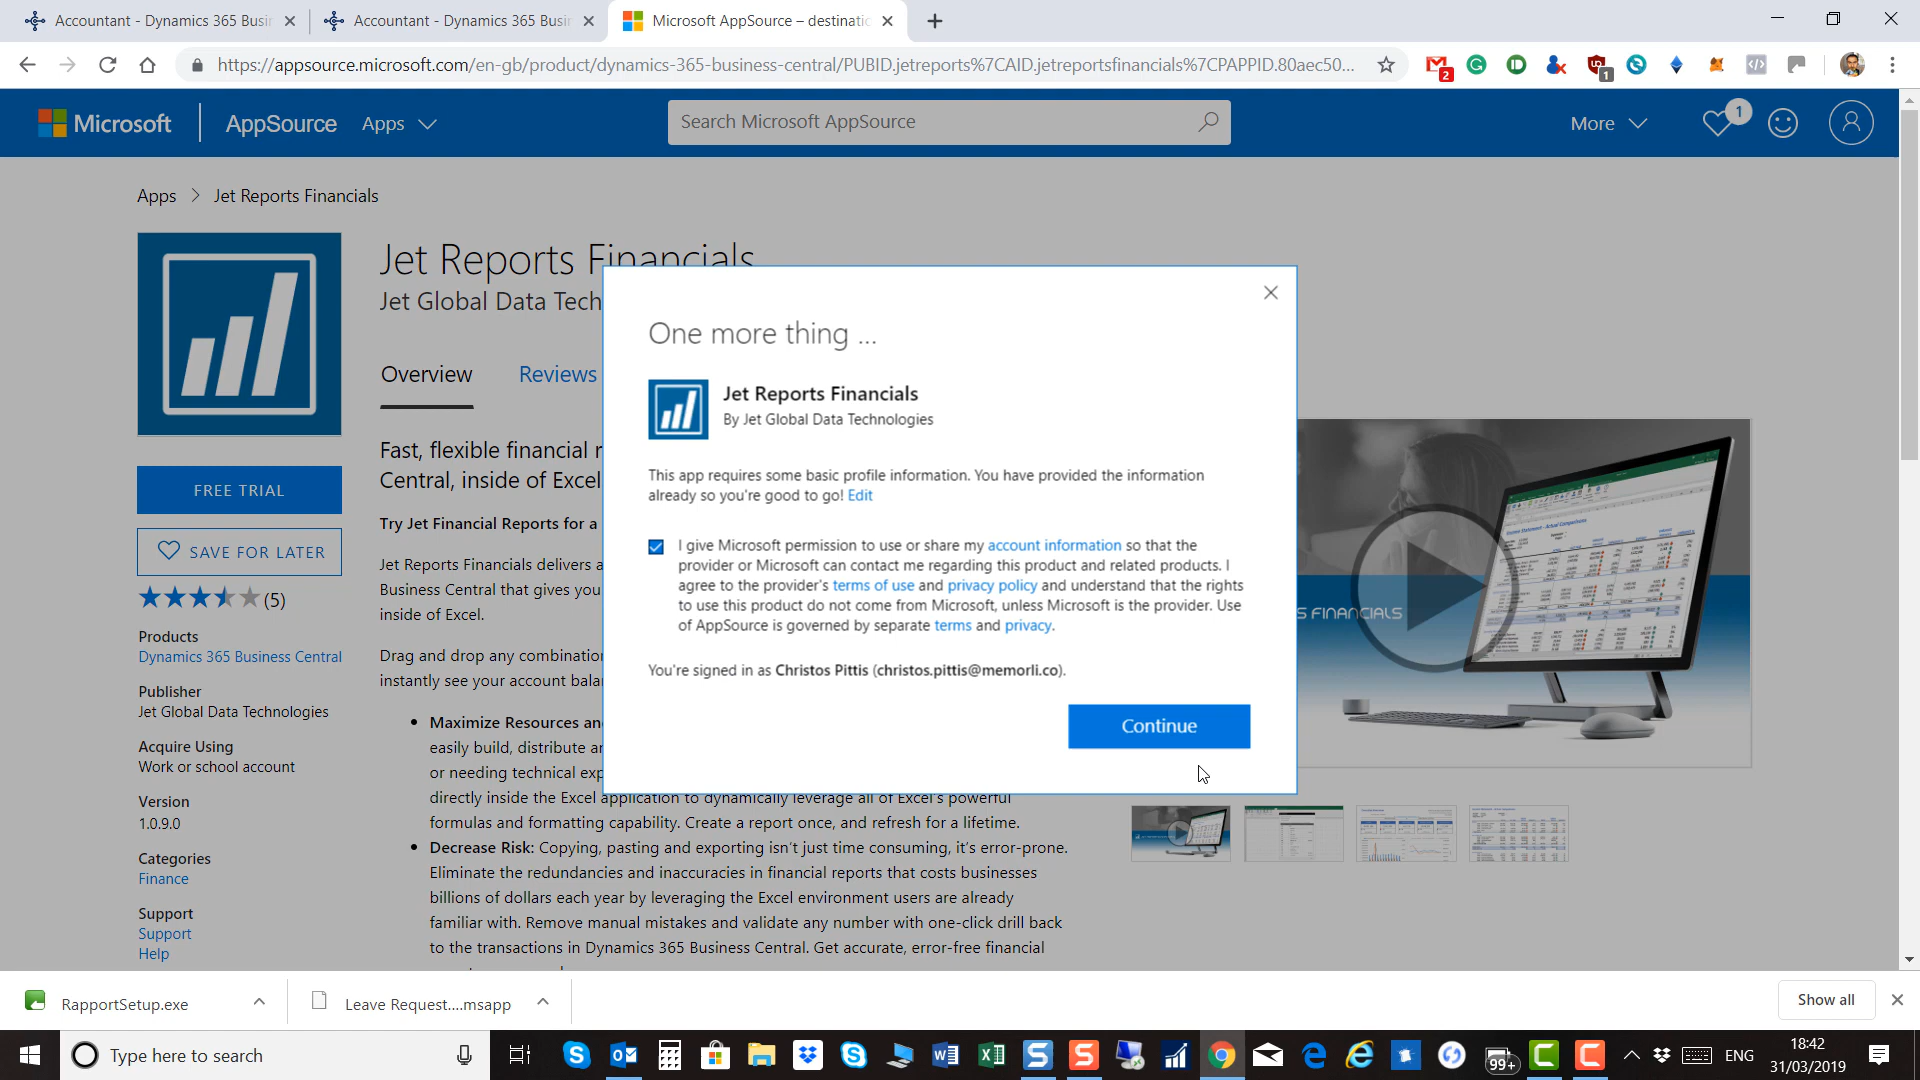 Accountant - Dynamics 365 Busin
Accountant - Dynamics 365 Busin
Microsoft AppSource – destinatio
https://appsource.microsoft.com/en-gb/product/dynamics-365-business-central/PUBID.jetreports%7CAID.jetreportsfinancials%7CPAPPID.80aec50...
2
1
Microsoft
AppSource
Apps
Search Microsoft AppSource
More
1
Apps > Jet Reports Financials
Jet Reports Financials
Jet Global Data Tech
Overview
Reviews
FREE TRIAL
SAVE FOR LATER
(5)
Products
Dynamics 365 Business Central
Publisher
Jet Global Data Technologies
Acquire Using
Work or school account
Version
1.0.9.0
Categories
Finance
Support
Support
Help
Fast, flexible financial r
Central, inside of Excel
Try Jet Financial Reports for a
Jet Reports Financials delivers a
Business Central that gives you
inside of Excel.
Drag and drop any combination
instantly see your account balan
• Maximize Resources and
easily build, distribute an
or needing technical exp
directly inside the Excel application to dynamically leverage all of Excel's powerful
formulas and formatting capability. Create a report once, and refresh for a lifetime.
• Decrease Risk: Copying, pasting and exporting isn't just time consuming, it's error-prone.
Eliminate the redundancies and inaccuracies in financial reports that costs businesses
billions of dollars each year by leveraging the Excel environment users are already
familiar with. Remove manual mistakes and validate any number with one-click drill back
to the transactions in Dynamics 365 Business Central. Get accurate, error-free financial
One more thing ...
Jet Reports Financials
By Jet Global Data Technologies
This app requires some basic profile information. You have provided the information
already so you're good to go! Edit
I give Microsoft permission to use or share my account information so that the
provider or Microsoft can contact me regarding this product and related products. I
agree to the provider's terms of use and privacy policy and understand that the rights
to use this product do not come from Microsoft, unless Microsoft is the provider. Use
of AppSource is governed by separate terms and privacy.
You're signed in as Christos Pittis (christos.pittis@memorli.co).
Continue
S FINANCIALS
RapportSetup.exe
Leave Request....msapp
Show all
Type here to search
99+
ENG
18:42
31/03/2019